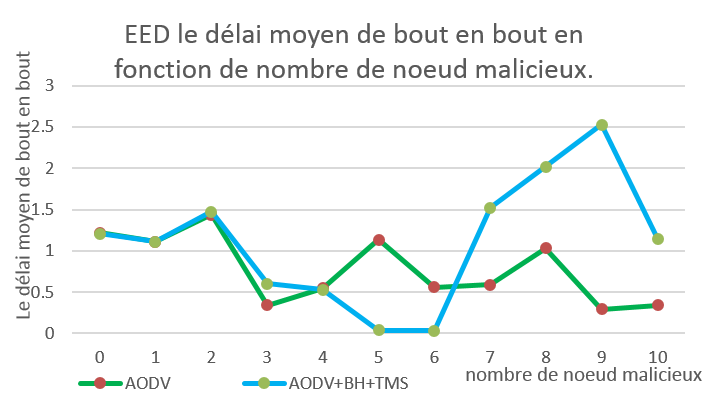 EED le délai moyen de bout en bout en
fonction de nombre de noeud malicieux.
Le délai moyen de bout en bout
3
2.5
2
1.5
1
0.5
0
0 1 2 3 4 5 6 7 8 9 10
nombre de noeud malicieux
AODV AODV+BH+TMS